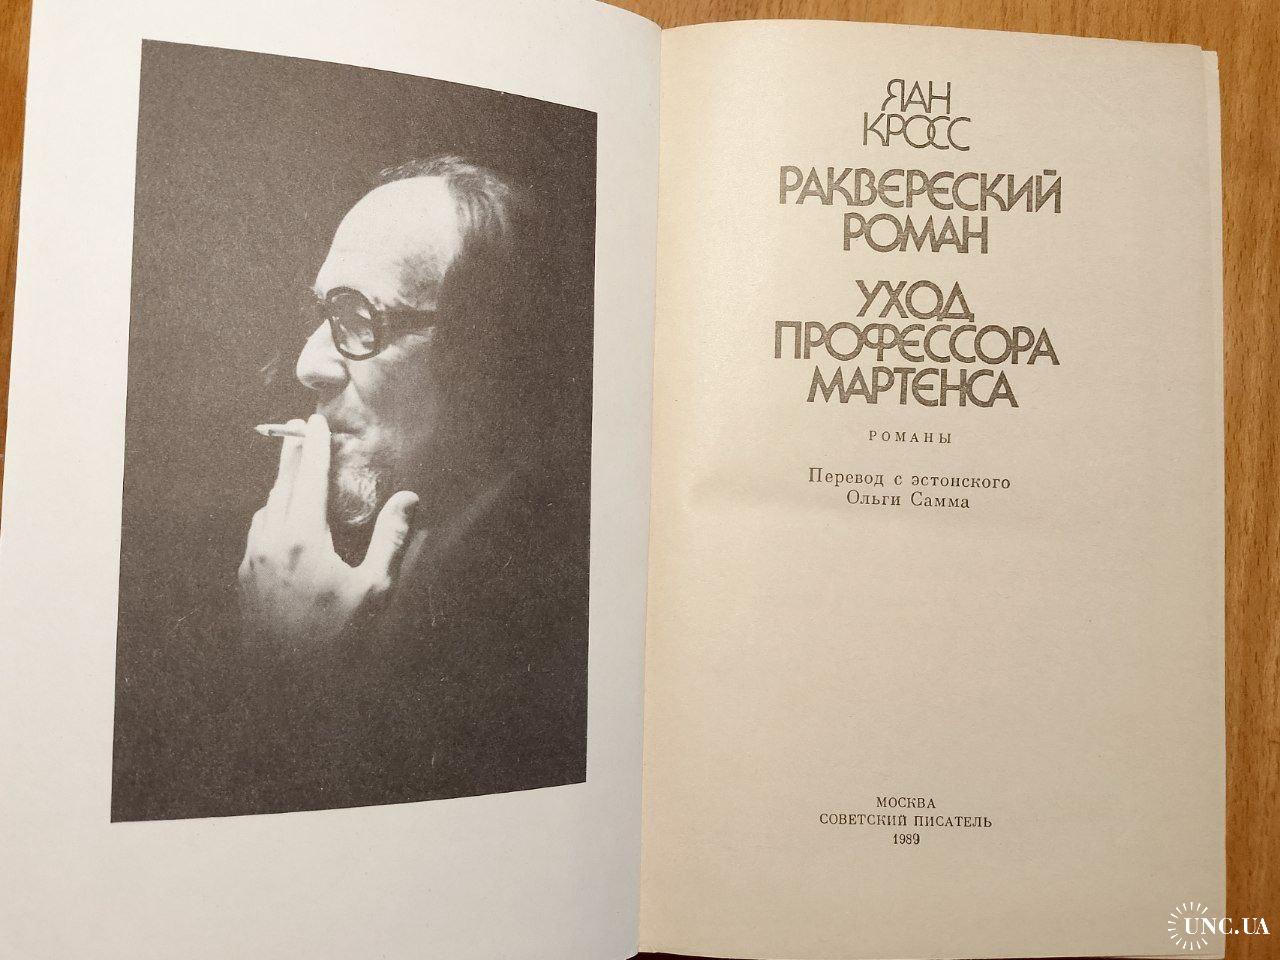 ЯАН
КРОСС
РАКВЕРЕСКИЙ
РОМАН
УХОД
ПРОФЕССОРА
МАРТЕНСА
РОМАНЫ
Перевод с эстонского
Ольги Самма
МОСКВА
СОВЕТСКИЙ ПИСАТЕЛЬ
1989
UNC.UA